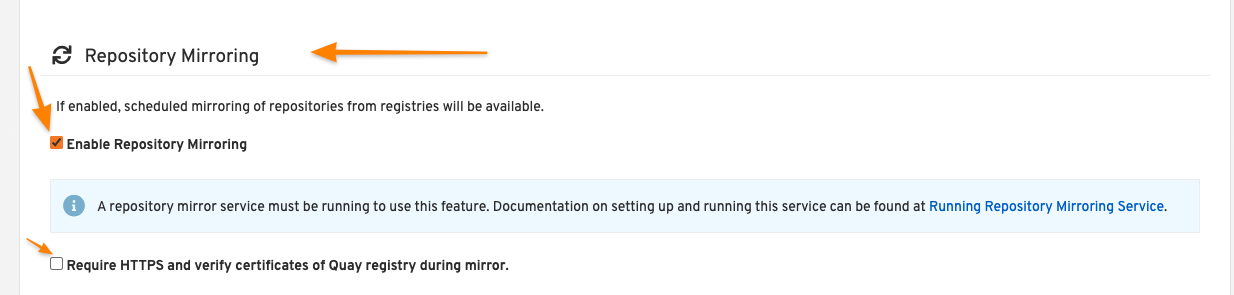 Repository Mirroring
If enabled, scheduled mirroring of repositories from registries will be available.
Enable Repository Mirroring
A repository mirror service must be running to use this feature. Documentation on setting up and running this service can be found at Running Repository Mirroring Service.
Require HTTPS and verify certificates of Quay registry during mirror.